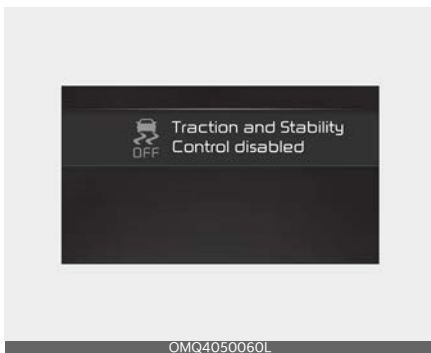 Traction and Stability
OFF Control disabled
OMQ4050060L